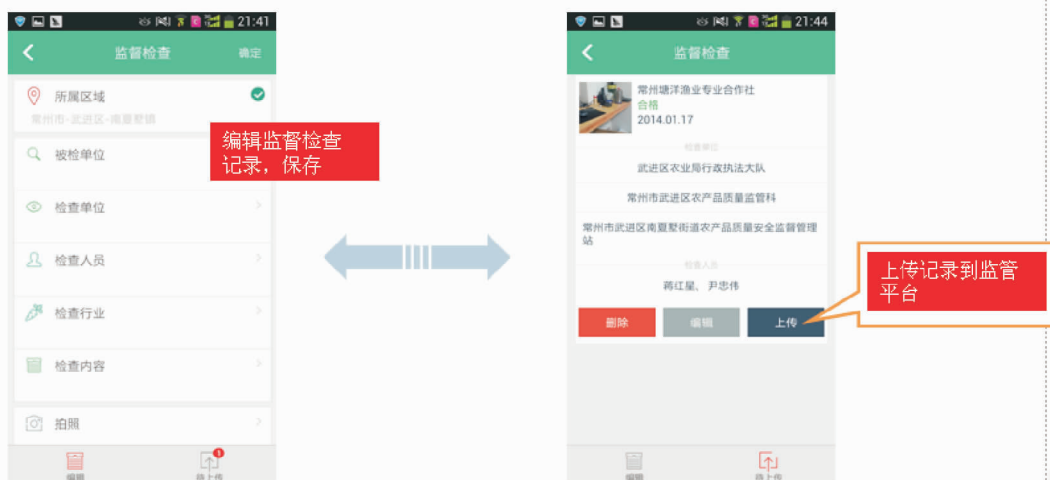 21:41
监督检查
确定
所属区域
常州市-武进区-南夏墅镇
被检单位
检查单位
检查人员
检查行业
检查内容
拍照
编辑
1
待上传
编辑监督检查
记录，保存
21:44
监督检查
常州塘洋渔业专业合作社
合格
2014.01.17
检查单位
武进区农业局行政执法大队
常州市武进区农产品质量监管科
常州市武进区南夏墅街道农产品质量安全监督管理
站
检查人员
蒋红星、尹忠伟
删除
编辑
上传
编辑
待上传
上传记录到监管
平台